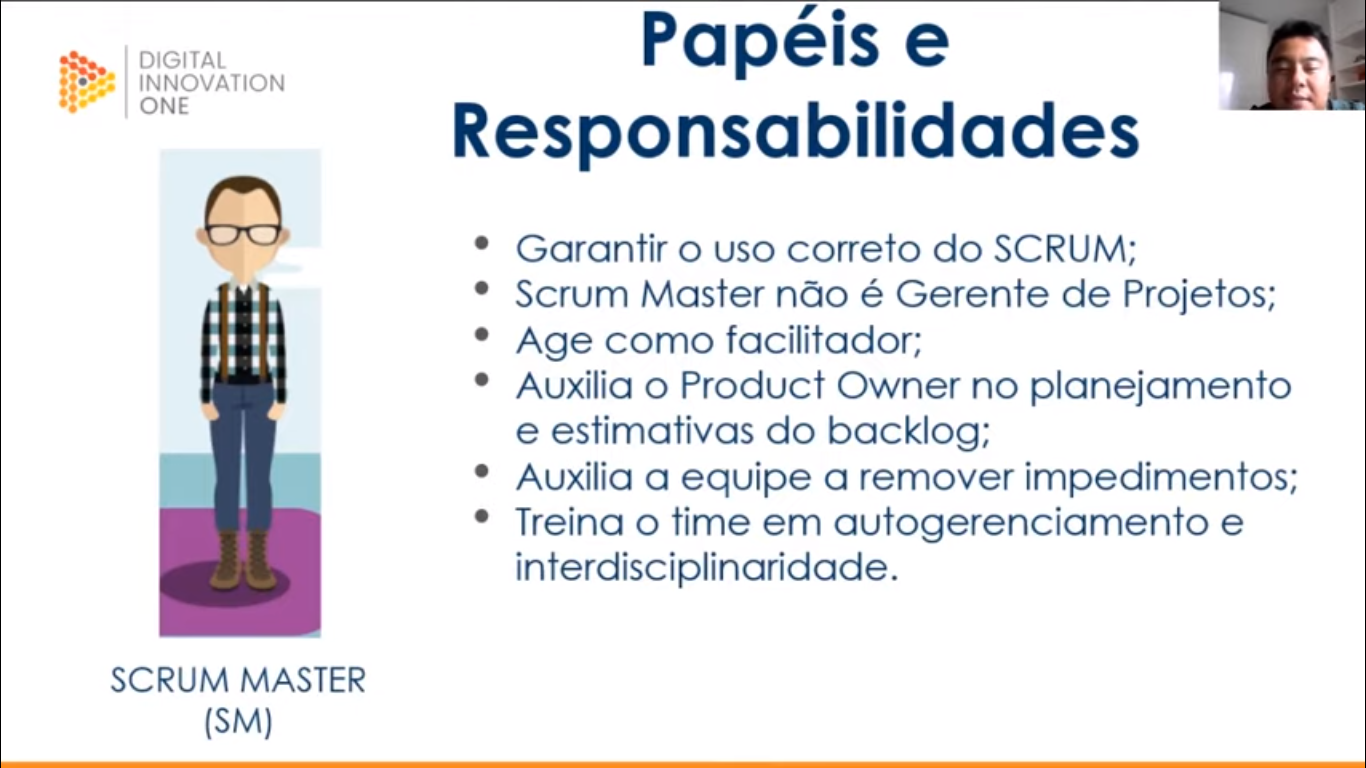 DIGITAL
INNOVATION
ONE
Papéis e
Responsabilidades
• Garantir o uso correto do SCRUM;
• Scrum Master não é Gerente de Projetos;
• Age como facilitador;
• Auxilia o Product Owner no planejamento
e estimativas do backlog;
• Auxilia a equipe a remover impedimentos;
• Treina o time em autogerenciamento e
interdisciplinaridade.
SCRUM MASTER
(SM)